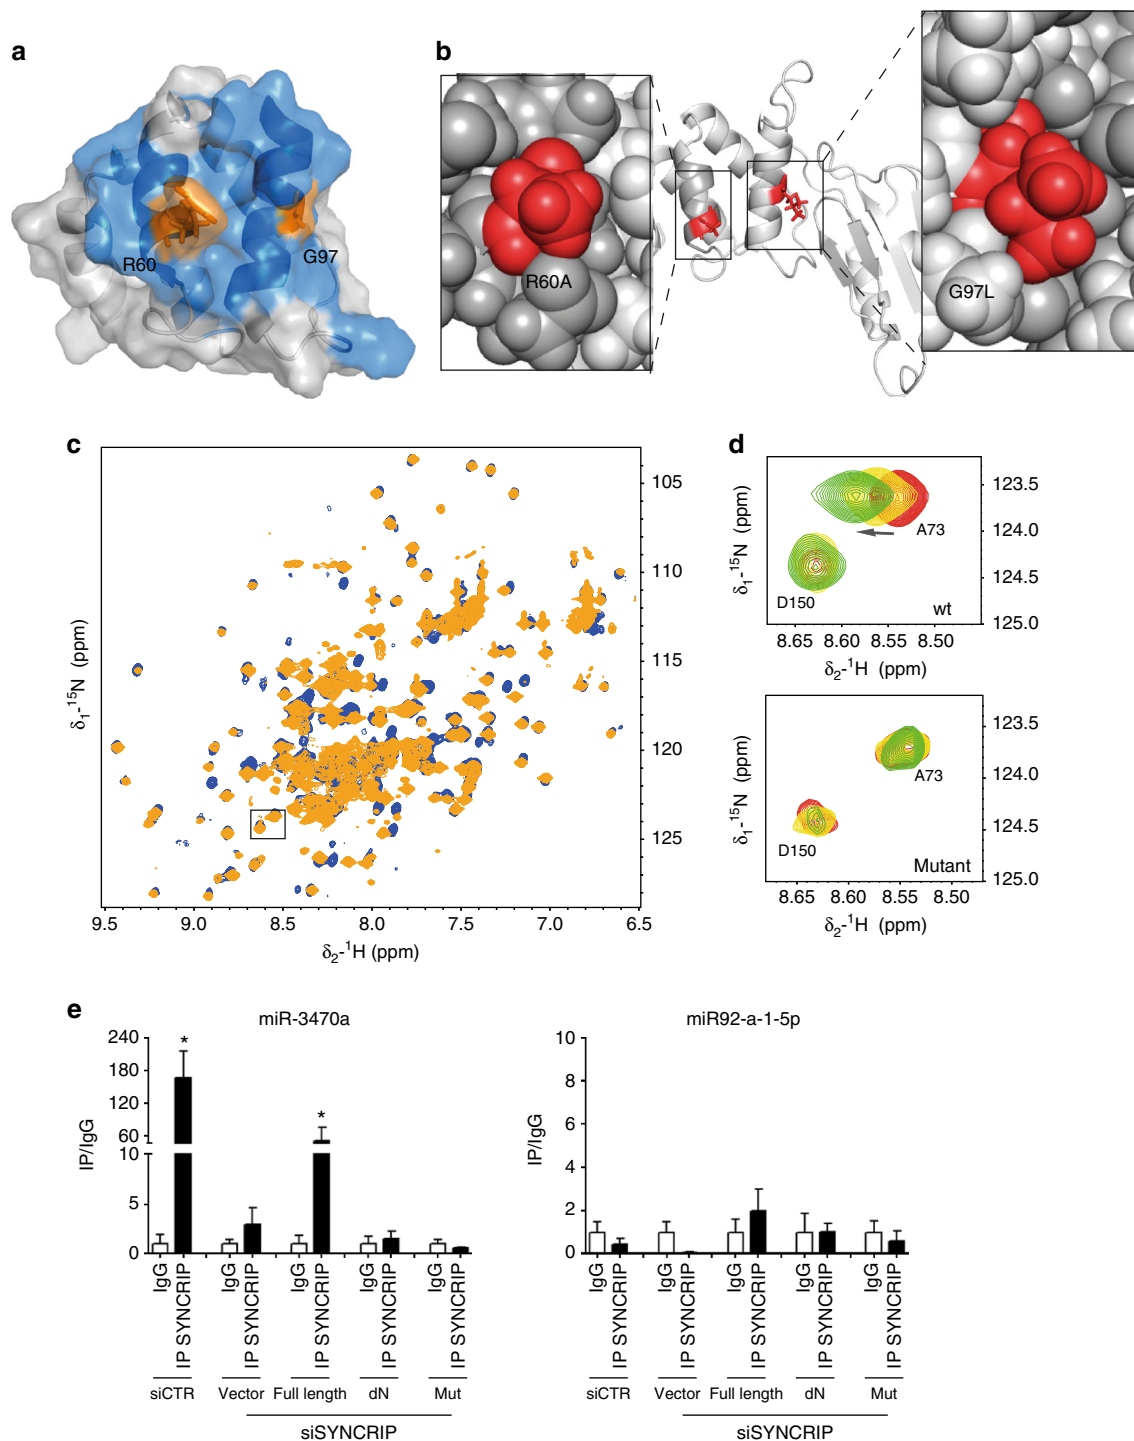 a
R60
G97
b
R60A
G97L
c
105
110
115
120
125
δ1-15N (ppm)
9.5 9.0 8.5 8.0 7.5 7.0 6.5
δ2-1H (ppm)
d
123.5
124.0
124.5
125.0
δ1-15N (ppm)
A73
D150
wt
8.65 8.60 8.55 8.50
δ2-1H (ppm)
123.5
124.0
124.5
125.0
δ1-15N (ppm)
A73
D150
Mutant
8.65 8.60 8.55 8.50
δ2-1H (ppm)
e
miR-3470a
240
180
120
60
10
5
0
IP/IgG
*
*
IgG
IP SYNCRIP
IgG
IP SYNCRIP
IgG
IP SYNCRIP
IgG
IP SYNCRIP
IgG
IP SYNCRIP
siCTR Vector Full length dN Mut
siSYNCRIP
miR92-a-1-5p
10
8
6
4
2
0
IP/IgG
IgG
IP SYNCRIP
IgG
IP SYNCRIP
IgG
IP SYNCRIP
IgG
IP SYNCRIP
IgG
IP SYNCRIP
siCTR Vector Full length dN Mut
siSYNCRIP